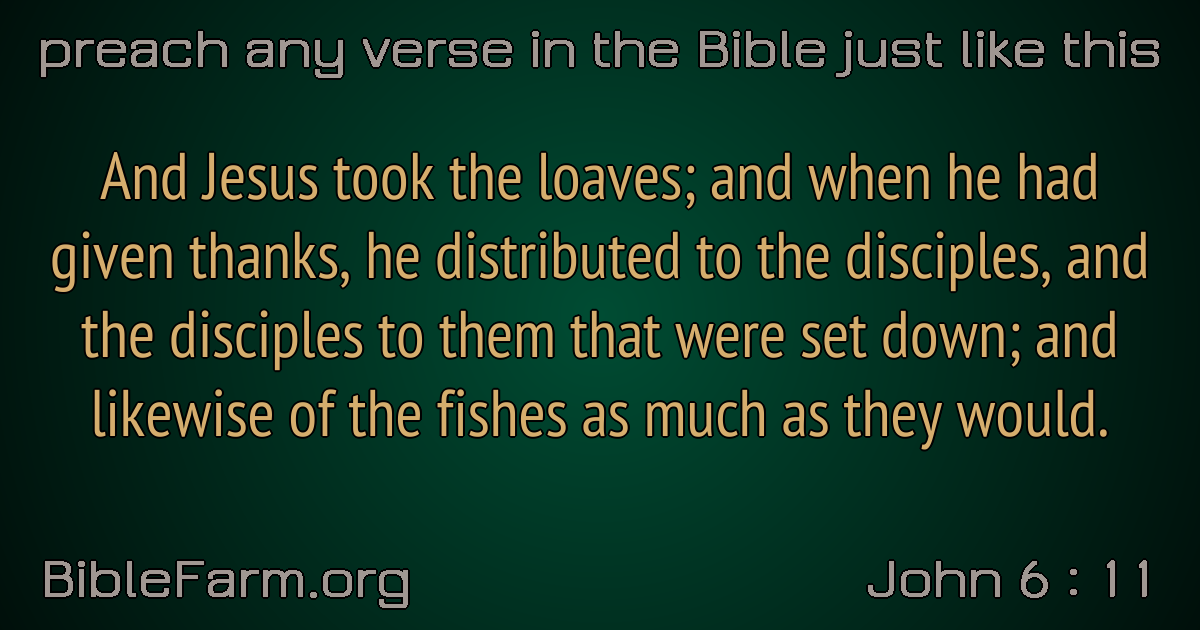 preach any verse in the Bible just like this
And Jesus took the loaves; and when he had
given thanks, he distributed to the disciples, and
the disciples to them that were set down; and
likewise of the fishes as much as they would.
BibleFarm.org
John 6 : 11